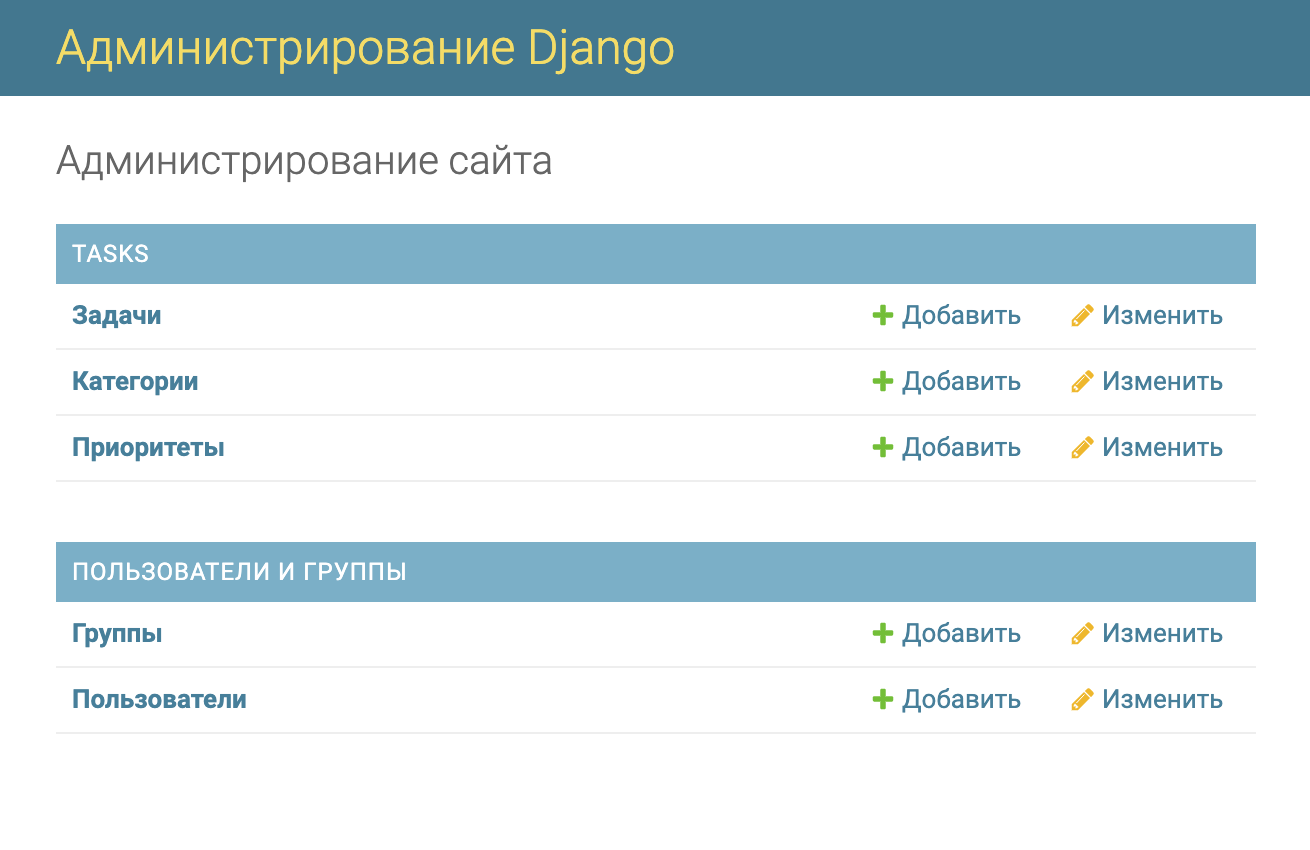 Администрирование Django
Администрирование сайта
TASKS
Задачи Добавить Изменить
Категории Добавить Изменить
Приоритеты Добавить Изменить
ПОЛЬЗОВАТЕЛИ И ГРУППЫ
Группы Добавить Изменить
Пользователи Добавить Изменить